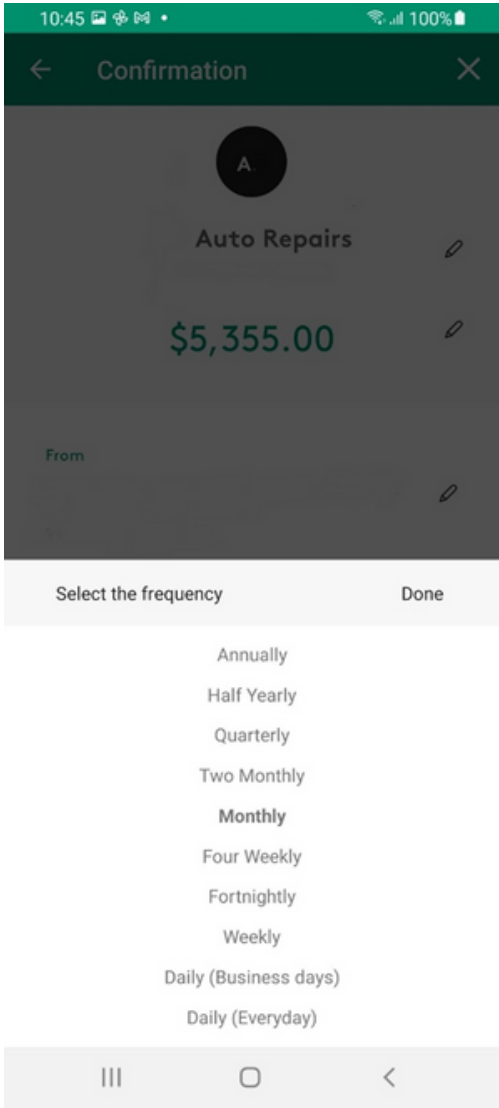 10:45 100%
Confirmation
A.
Auto Repairs
$5,355.00
From
Select the frequency Done
Annually
Half Yearly
Quarterly
Two Monthly
Monthly
Four Weekly
Fortnightly
Weekly
Daily (Business days)
Daily (Everyday)